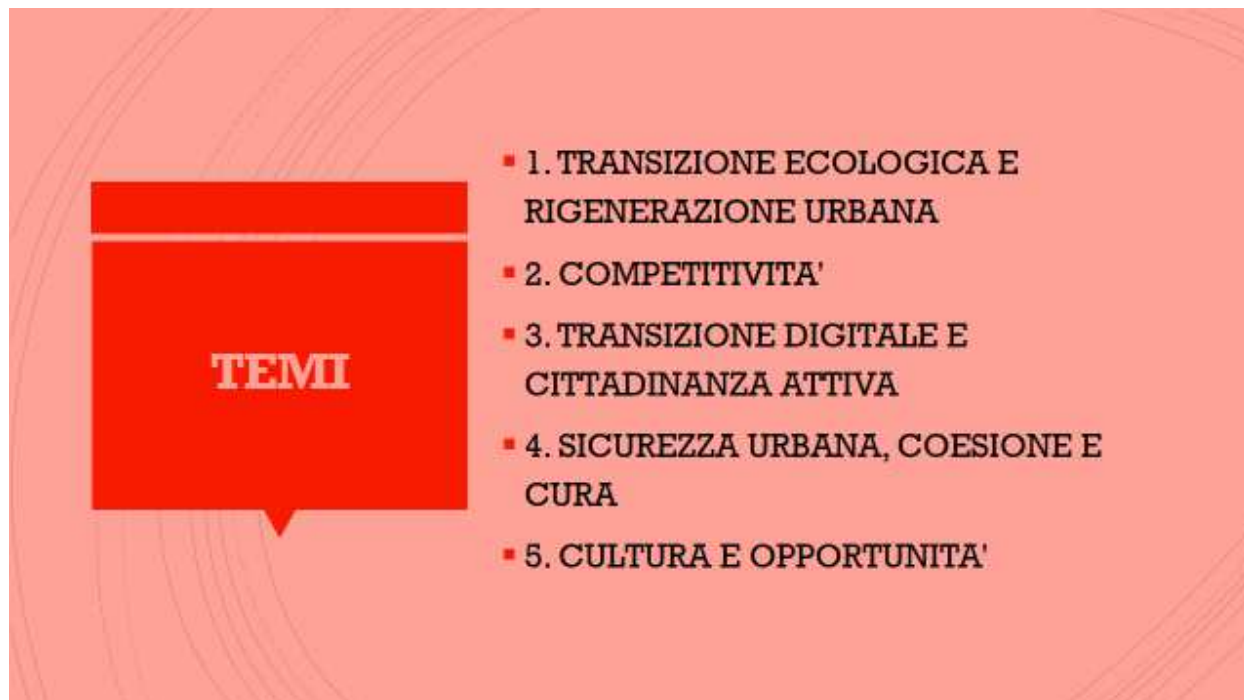 TEMI
▪ 1. TRANSIZIONE ECOLOGICA E
RIGENERAZIONE URBANA
▪ 2. COMPETITIVITA'
▪ 3. TRANSIZIONE DIGITALE E
CITTADINANZA ATTIVA
▪ 4. SICUREZZA URBANA, COESIONE E
CURA
▪ 5. CULTURA E OPPORTUNITA'